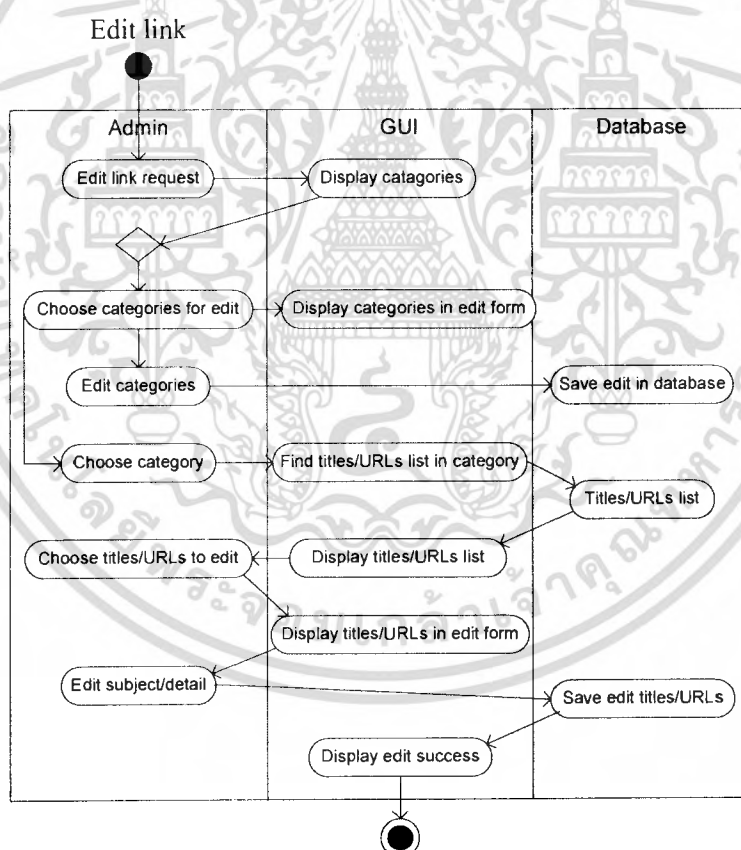 Edit link
Admin
GUI
Database
Edit link request
Display catagories
Choose categories for edit
Display categories in edit form
Edit categories
Save edit in database
Choose category
Find titles/URLs list in category
Titles/URLs list
Choose titles/URLs to edit
Display titles/URLs list
Display titles/URLs in edit form
Edit subject/detail
Save edit titles/URLs
Display edit success